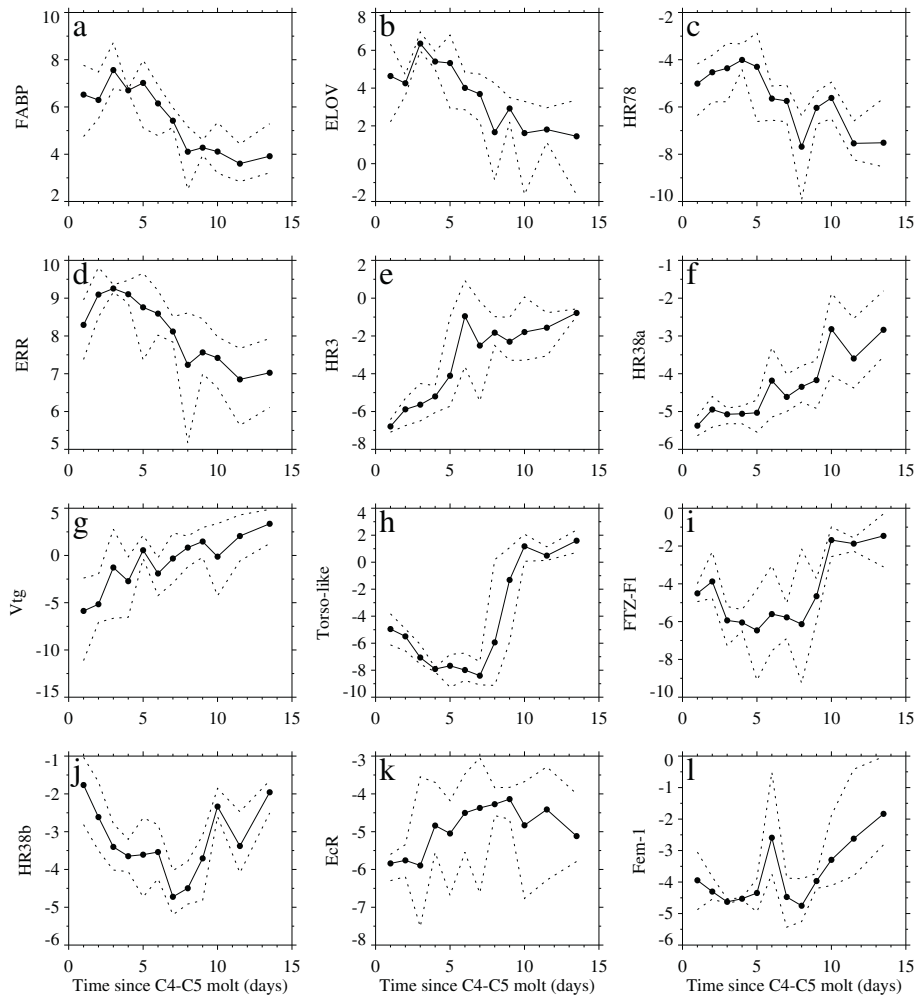 a
FABP
10
8
6
4
2
0 5 10 15
b
ELOV
8
6
4
2
0
-2
0 5 10 15
c
HR78
-2
-4
-6
-8
-10
0 5 10 15
d
ERR
10
9
8
7
6
5
0 5 10 15
e
HR3
2
0
-2
-4
-6
-8
0 5 10 15
f
HR38a
-1
-2
-3
-4
-5
-6
0 5 10 15
g
Vtg
5
0
-5
-10
-15
0 5 10 15
h
Torso-like
4
2
0
-2
-4
-6
-8
-10
0 5 10 15
i
FTZ-F1
0
-2
-4
-6
-8
-10
0 5 10 15
j
HR38b
-1
-2
-3
-4
-5
-6
0 5 10 15
Time since C4-C5 molt (days)
k
EcR
-3
-4
-5
-6
-7
-8
0 5 10 15
Time since C4-C5 molt (days)
l
Fem-1
0
-1
-2
-3
-4
-5
-6
0 5 10 15
Time since C4-C5 molt (days)